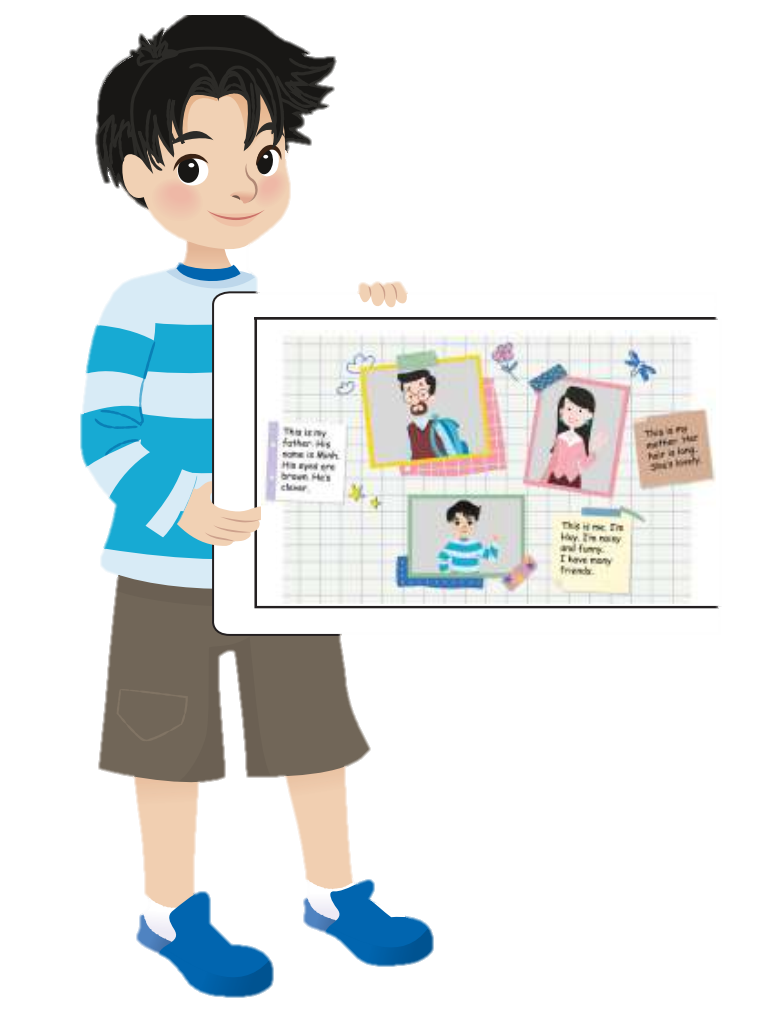 This is my
father. His
name is Minh.
His eyes are
brown. He's
clever.
This is my
mother. Her
hair is long.
She's lovely.
This is me. I'm
Huy. I'm noisy
and funny.
I have many
friends.